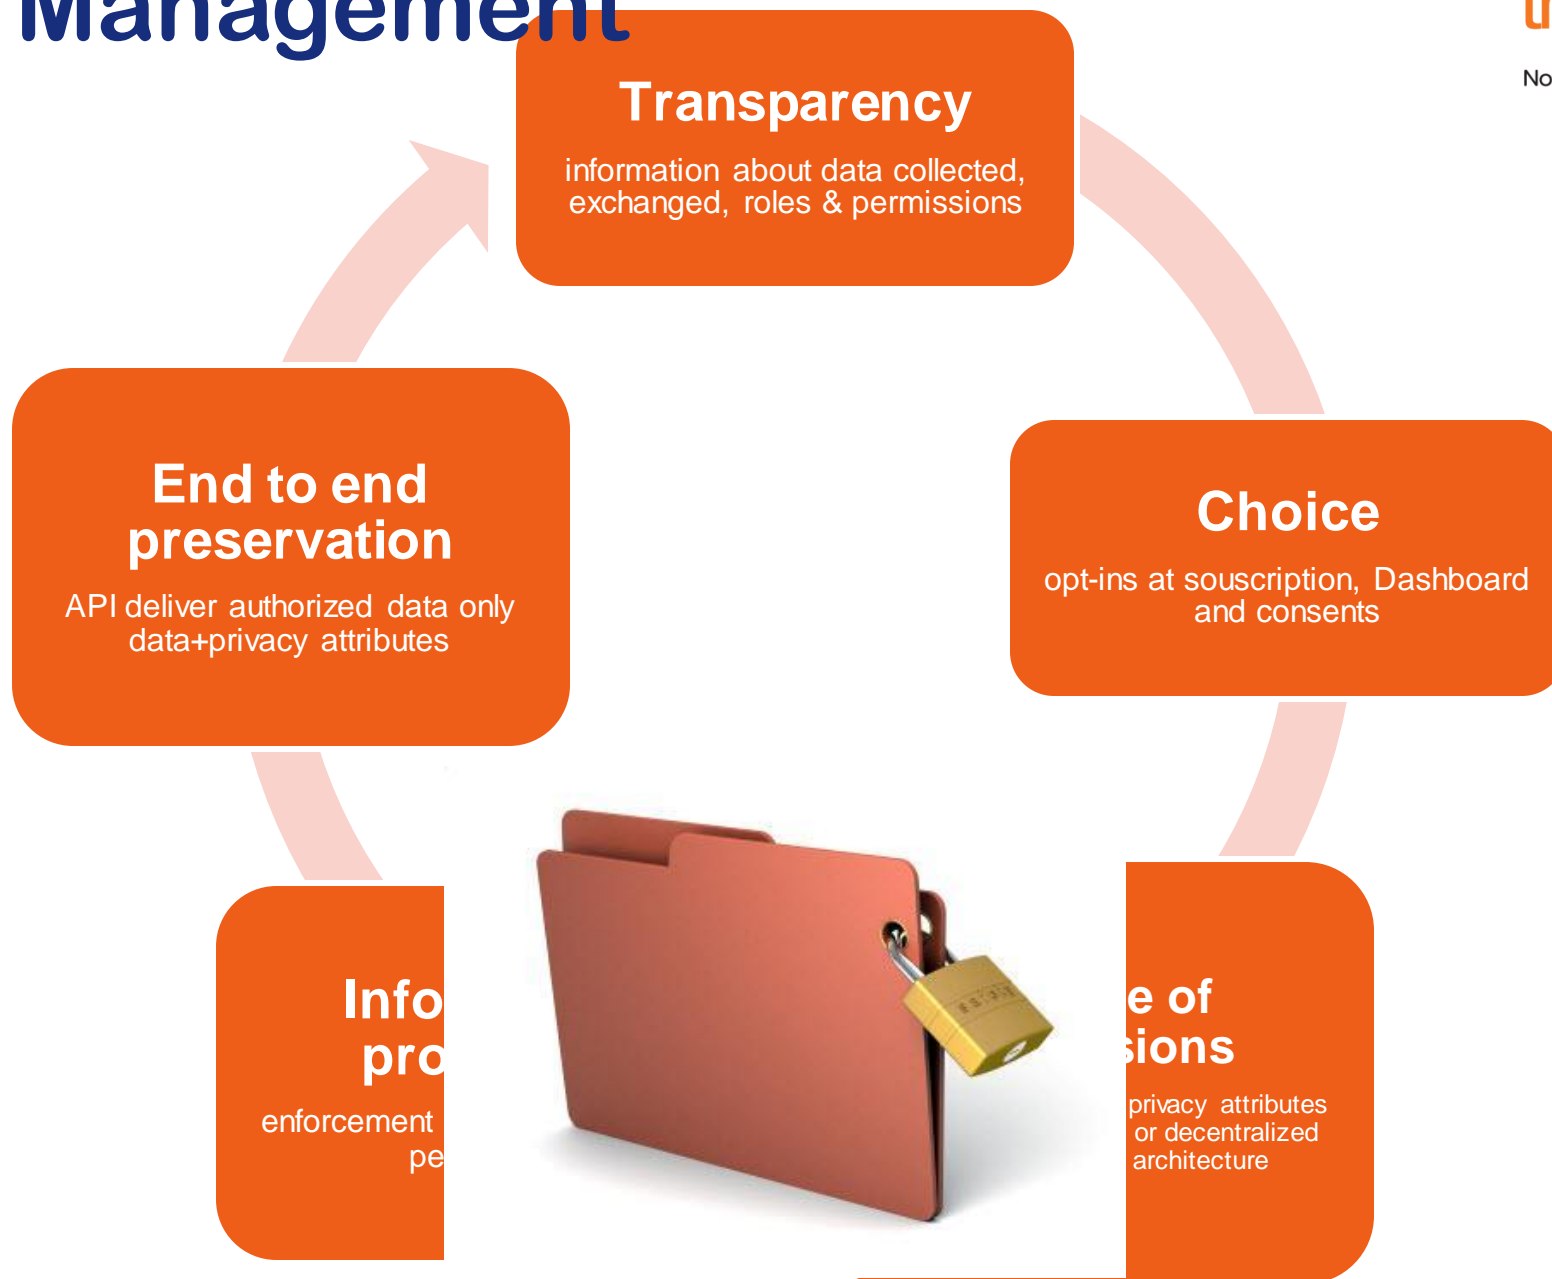 Management
No
Transparency
information about data collected,
exchanged, roles & permissions
End to end
preservation
API deliver authorized data only
data+privacy attributes
Choice
opt-ins at souscription, Dashboard
and consents
Info
pro
enforcement
pe
e of
sions
privacy attributes
or decentralized
architecture